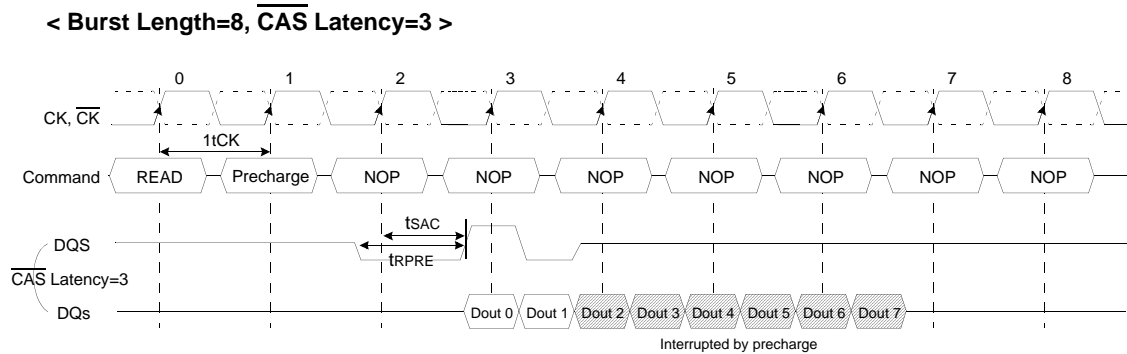 < Burst Length=8, CAS Latency=3 >
0 1 2 3 4 5 6 7 8
CK, CK
1tCK
Command READ Precharge NOP NOP NOP NOP NOP NOP NOP
tSAC
DQS
tRPRE
CAS Latency=3
DQs Dout 0 Dout 1 Dout 2 Dout 3 Dout 4 Dout 5 Dout 6 Dout 7
Interrupted by precharge